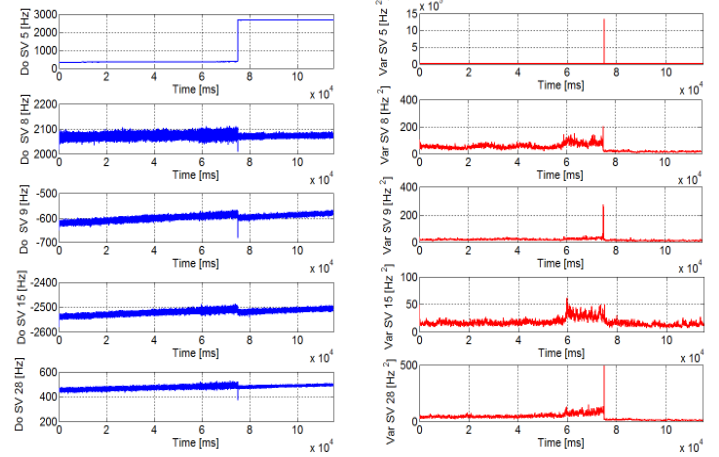 3000
2000
1000
0
Do SV 5 [Hz]
0 2 4 6 8 10
Time [ms]
x 10^4
2200
2100
2000
Do SV 8 [Hz]
0 2 4 6 8 10
Time [ms]
x 10^4
-500
-600
-700
Do SV 9 [Hz]
0 2 4 6 8 10
Time [ms]
x 10^4
-2400
-2500
-2600
Do SV 15 [Hz]
0 2 4 6 8 10
Time [ms]
x 10^4
600
400
200
Do SV 28 [Hz]
0 2 4 6 8 10
Time [ms]
x 10^4
15
10
5
0
Var SV 5 [Hz^2]
0 2 4 6 8 10
Time [ms]
x 10^4
400
200
0
Var SV 8 [Hz^2]
0 2 4 6 8 10
Time [ms]
x 10^4
400
200
0
Var SV 9 [Hz^2]
0 2 4 6 8 10
Time [ms]
x 10^4
100
50
0
Var SV 15 [Hz^2]
0 2 4 6 8 10
Time [ms]
x 10^4
500
0
Var SV 28 [Hz^2]
0 2 4 6 8 10
Time [ms]
x 10^4